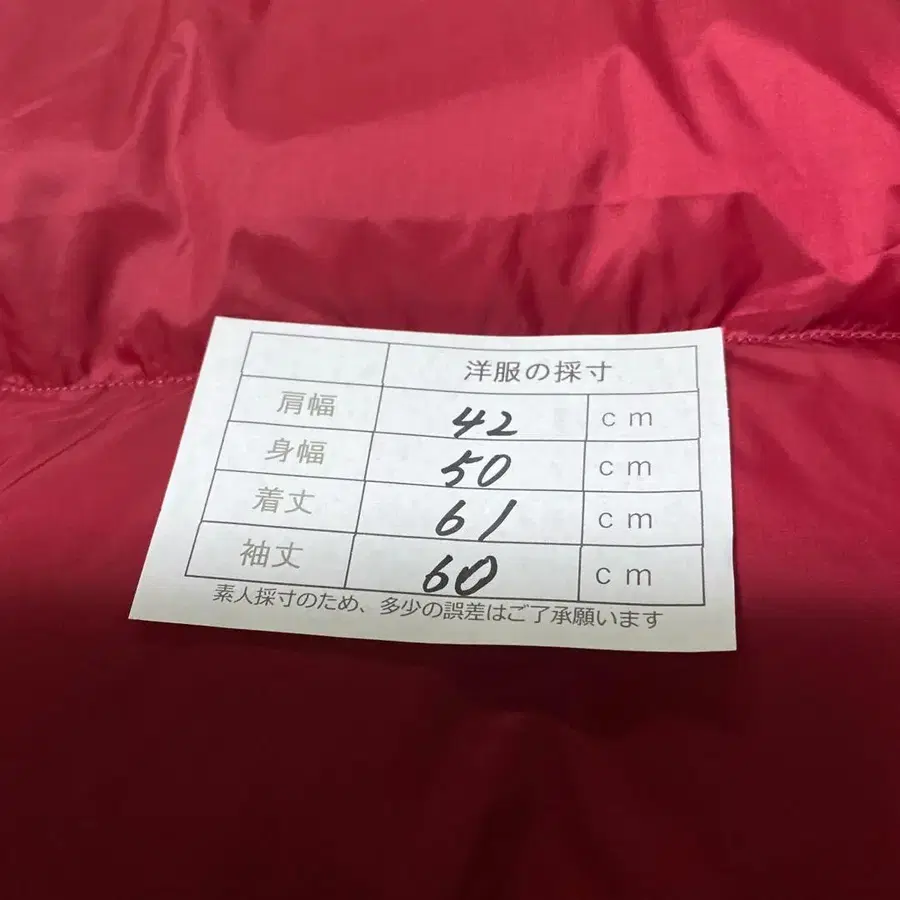 洋服の採寸
肩幅 42 cm
身幅 50 cm
着丈 61 cm
袖丈 60 cm
素人採寸のため、多少の誤差はご了承願います